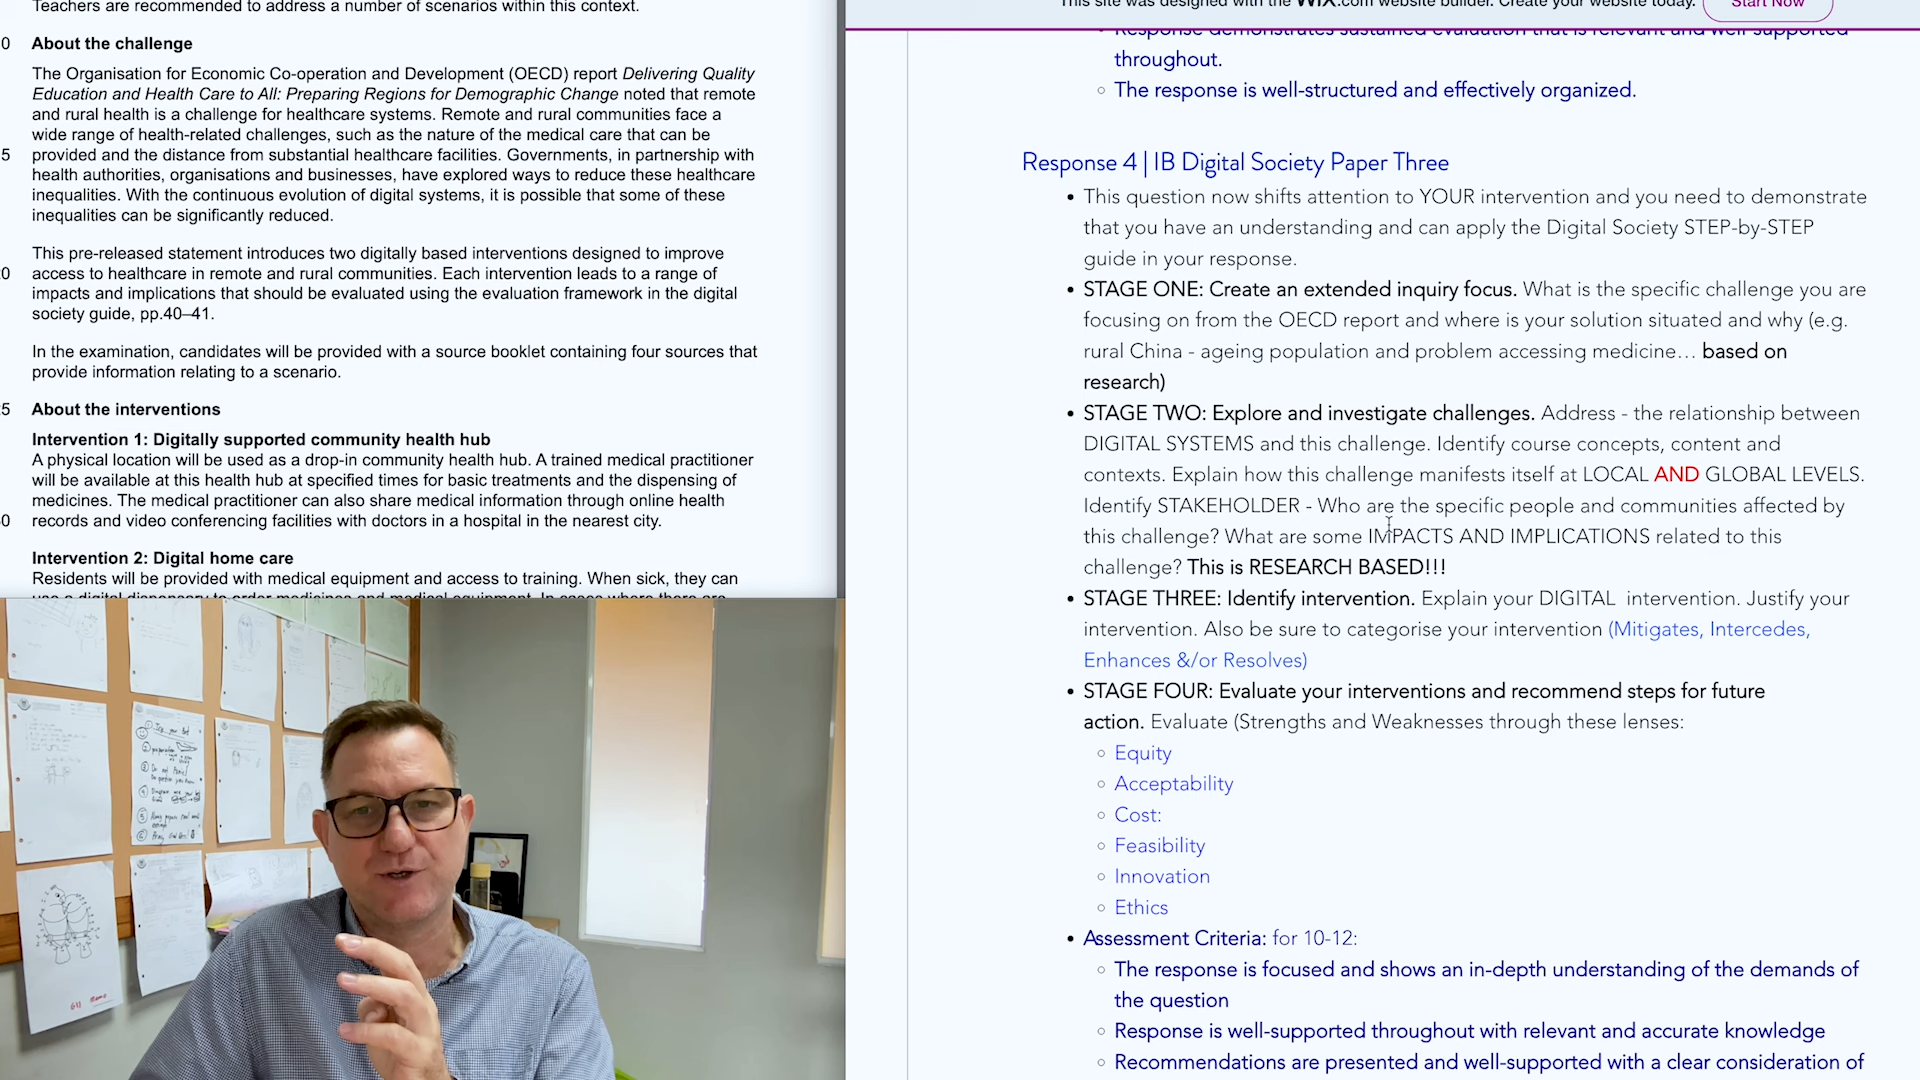 Teachers are recommended to address a number of scenarios within this context.
0 About the challenge
The Organisation for Economic Co-operation and Development (OECD) report Delivering Quality
Education and Health Care to All: Preparing Regions for Demographic Change noted that remote
and rural health is a challenge for healthcare systems. Remote and rural communities face a
wide range of health-related challenges, such as the nature of the medical care that can be
5 provided and the distance from substantial healthcare facilities. Governments, in partnership with
health authorities, organisations and businesses, have explored ways to reduce these healthcare
inequalities. With the continuous evolution of digital systems, it is possible that some of these
inequalities can be significantly reduced.
This pre-released statement introduces two digitally based interventions designed to improve
20 access to healthcare in remote and rural communities. Each intervention leads to a range of
impacts and implications that should be evaluated using the evaluation framework in the digital
society guide, pp.40–41.
In the examination, candidates will be provided with a source booklet containing four sources that
provide information relating to a scenario.
25 About the interventions
Intervention 1: Digitally supported community health hub
A physical location will be used as a drop-in community health hub. A trained medical practitioner
will be available at this health hub at specified times for basic treatments and the dispensing of
medicines. The medical practitioner can also share medical information through online health
0 records and video conferencing facilities with doctors in a hospital in the nearest city.
Intervention 2: Digital home care
Residents will be provided with medical equipment and access to training. When sick, they can
use a digital dispensary to order medicines and medical equipment. In cases where there are
This site was designed with the WIX.com website builder. Create your website today. Start Now
Response demonstrates sustained evaluation that is relevant and well-supported
throughout.
The response is well-structured and effectively organized.
Response 4 | IB Digital Society Paper Three
This question now shifts attention to YOUR intervention and you need to demonstrate
that you have an understanding and can apply the Digital Society STEP-by-STEP
guide in your response.
STAGE ONE: Create an extended inquiry focus. What is the specific challenge you are
focusing on from the OECD report and where is your solution situated and why (e.g.
rural China - ageing population and problem accessing medicine... based on
research)
STAGE TWO: Explore and investigate challenges. Address - the relationship between
DIGITAL SYSTEMS and this challenge. Identify course concepts, content and
contexts. Explain how this challenge manifests itself at LOCAL AND GLOBAL LEVELS.
Identify STAKEHOLDER - Who are the specific people and communities affected by
this challenge? What are some IMPACTS AND IMPLICATIONS related to this
challenge? This is RESEARCH BASED!!!
STAGE THREE: Identify intervention. Explain your DIGITAL intervention. Justify your
intervention. Also be sure to categorise your intervention (Mitigates, Intercedes,
Enhances &/or Resolves)
STAGE FOUR: Evaluate your interventions and recommend steps for future
action. Evaluate (Strengths and Weaknesses through these lenses:
Equity
Acceptability
Cost:
Feasibility
Innovation
Ethics
Assessment Criteria: for 10-12:
The response is focused and shows an in-depth understanding of the demands of
the question
Response is well-supported throughout with relevant and accurate knowledge
Recommendations are presented and well-supported with a clear consideration of